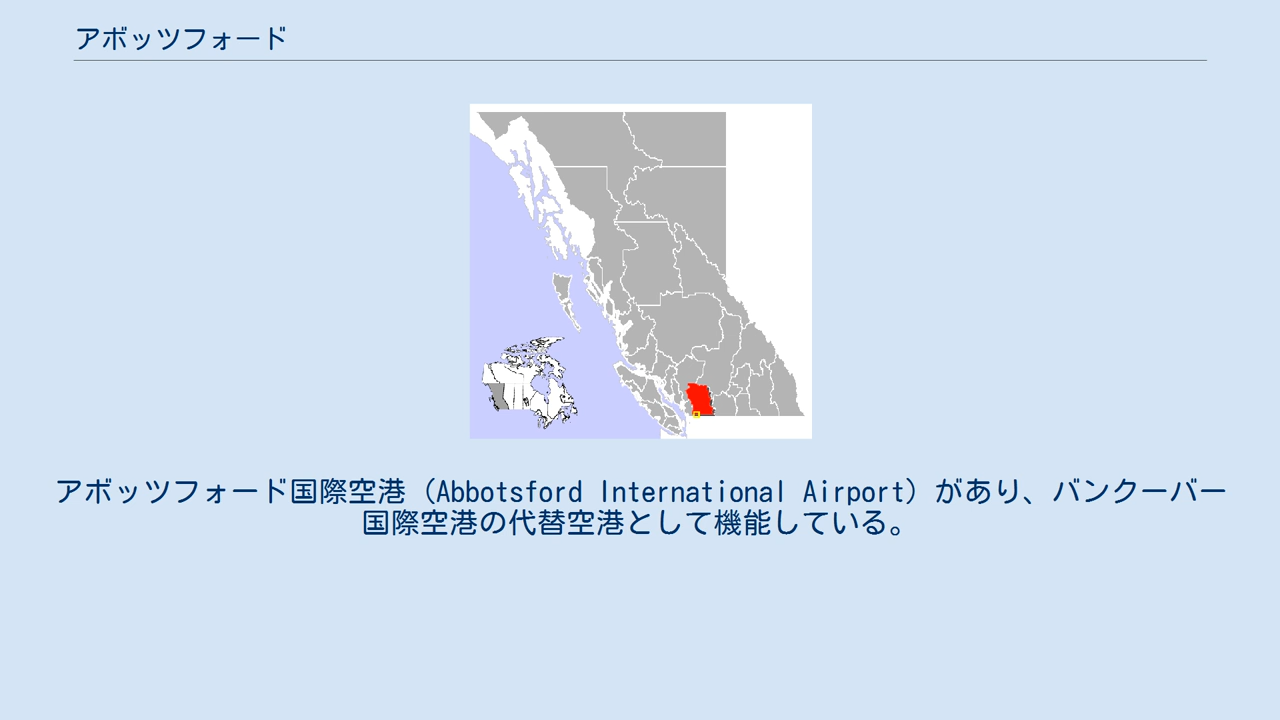 アボッツフォード
アボッツフォード国際空港（Abbotsford International Airport）があり、バンクーバー
国際空港の代替空港として機能している。